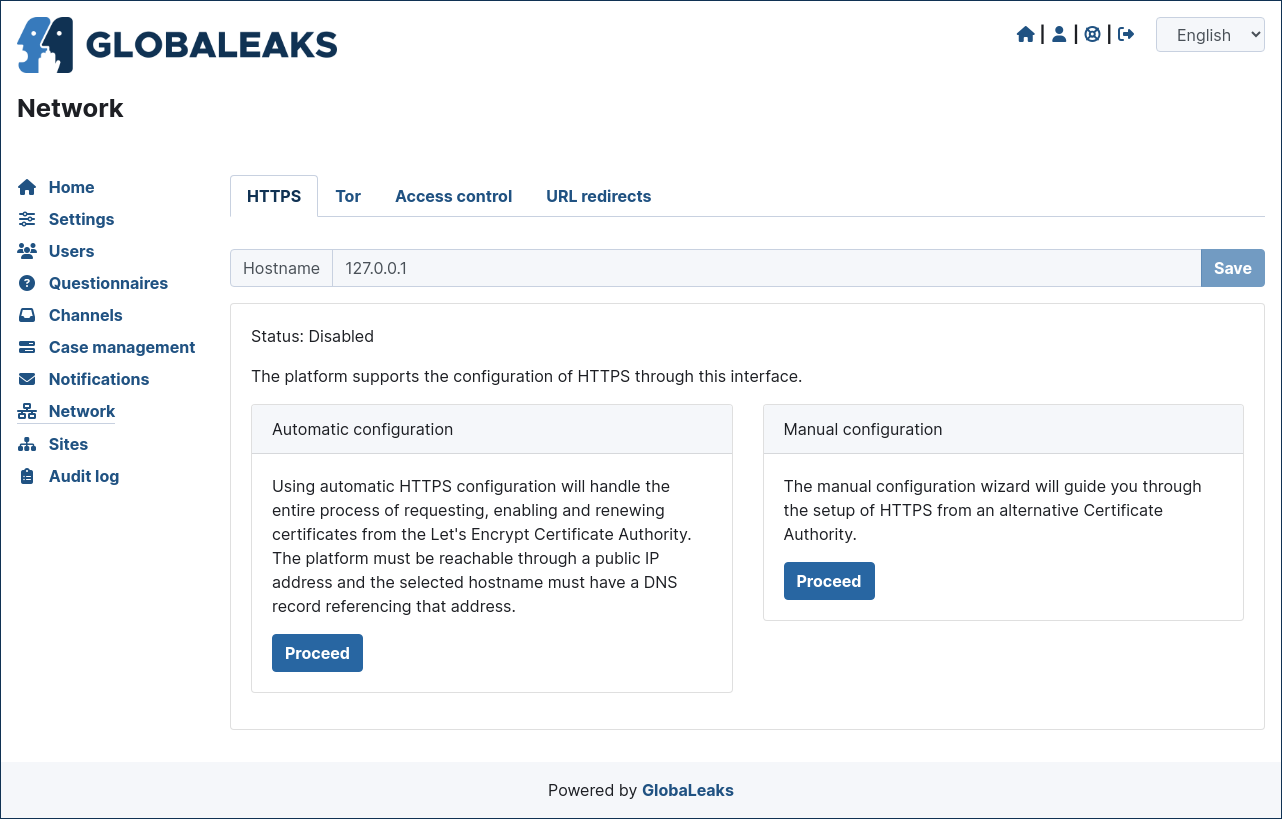 GLOBALEAKS
English
Network
Home
Settings
Users
Questionnaires
Channels
Case management
Notifications
Network
Sites
Audit log
HTTPS Tor Access control URL redirects
Hostname 127.0.0.1 Save
Status: Disabled
The platform supports the configuration of HTTPS through this interface.
Automatic configuration
Using automatic HTTPS configuration will handle the
entire process of requesting, enabling and renewing
certificates from the Let's Encrypt Certificate Authority.
The platform must be reachable through a public IP
address and the selected hostname must have a DNS
record referencing that address.
Proceed
Manual configuration
The manual configuration wizard will guide you through
the setup of HTTPS from an alternative Certificate
Authority.
Proceed
Powered by GlobaLeaks